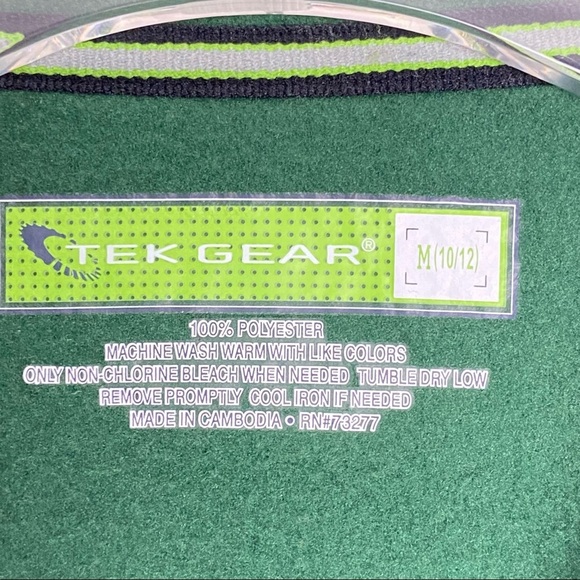 TEK GEAR® M(10/12)
100% POLYESTER
MACHINE WASH WARM WITH LIKE COLORS
ONLY NON-CHLORINE BLEACH WHEN NEEDED TUMBLE DRY LOW
REMOVE PROMPTLY COOL IRON IF NEEDED
MADE IN CAMBODIA • RN#73277